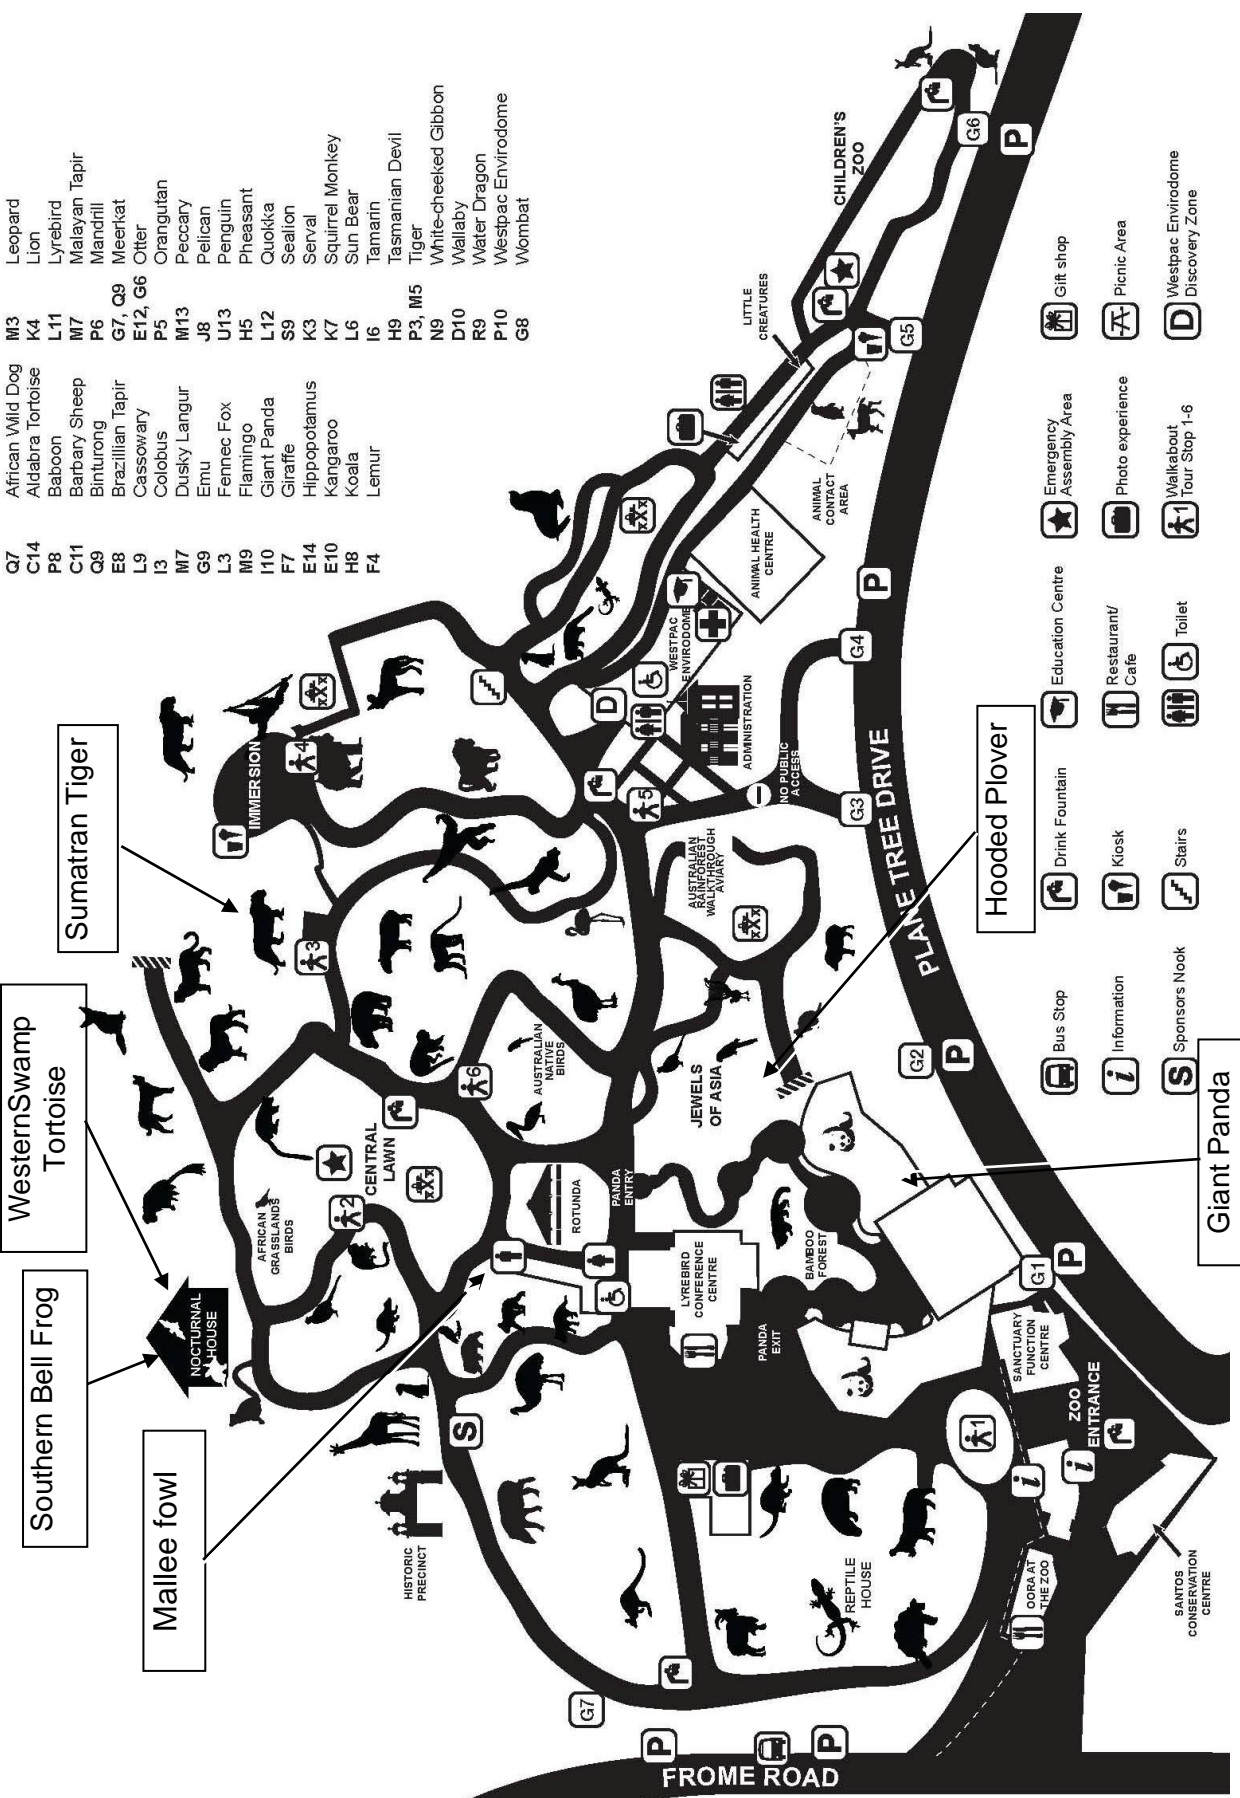 Southern Bell Frog
WesternSwamp
Tortoise
Sumatran Tiger
Mallee fowl
Q7 African Wild Dog
C14 Aldabra Tortoise
P8 Baboon
C11 Barbary Sheep
Q9 Binturong
E8 Brazillian Tapir
L9 Cassowary
I3 Colobus
M7 Dusky Langur
G9 Emu
L3 Fennec Fox
M9 Flamingo
I10 Giant Panda
F7 Giraffe
E14 Hippopotamus
E10 Kangaroo
H8 Koala
F4 Lemur
M3 Leopard
K4 Lion
L11 Lyrebird
M7 Malayan Tapir
P6 Mandrill
G7, Q9 Meerkat
E12, G6 Otter
P5 Orangutan
M13 Peccary
J8 Pelican
U13 Penguin
H5 Pheasant
L12 Quokka
S9 Sealion
K3 Serval
K7 Squirrel Monkey
L6 Sun Bear
I6 Tamarin
H9 Tasmanian Devil
P3, M5 Tiger
N9 White-cheeked Gibbon
D10 Wallaby
R9 Water Dragon
P10 Westpac Envirodome
G8 Wombat
NOCTURNAL
HOUSE
AFRICAN
GRASSLANDS
BIRDS
2
CENTRAL
LAWN
3
IMMERSION
4
HISTORIC
PRECINCT
S
6
AUSTRALIAN
NATIVE
BIRDS
ROTUNDA
PANDA
ENTRY
G7
LYREBIRD
CONFERENCE
CENTRE
JEWELS
OF ASIA
AUSTRALIAN
RAINFOREST
WALKTHROUGH
AVIARY
5
D
WESTPAC
ENVIRODOME
ADMINISTRATION
NO PUBLIC
ACCESS
ANIMAL HEALTH
CENTRE
ANIMAL
CONTACT
AREA
LITTLE
CREATURES
CHILDREN'S
ZOO
PANDA
EXIT
BAMBOO
FOREST
REPTILE
HOUSE
P
P
FROME ROAD
G3
G4
P
G5
G6
P
PLANE TREE DRIVE
G2
P
1
G1
P
SANCTUARY
FUNCTION
CENTRE
ZOO
ENTRANCE
i
i
OORA AT
THE ZOO
SANTOS
CONSERVATION
CENTRE
Hooded Plover
Giant Panda
Bus Stop
Drink Fountain
Education Centre
Emergency
Assembly Area
Gift shop
i Information
Kiosk
Restaurant/
Cafe
Photo experience
Picnic Area
S Sponsors Nook
Stairs
Toilet
1 Walkabout
Tour Stop 1-6
D Westpac Envirodome
Discovery Zone